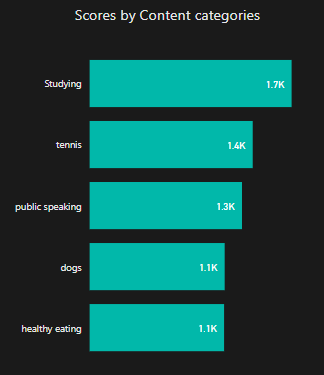 Scores by Content categories
Studying 1.7K
tennis 1.4K
public speaking 1.3K
dogs 1.1K
healthy eating 1.1K